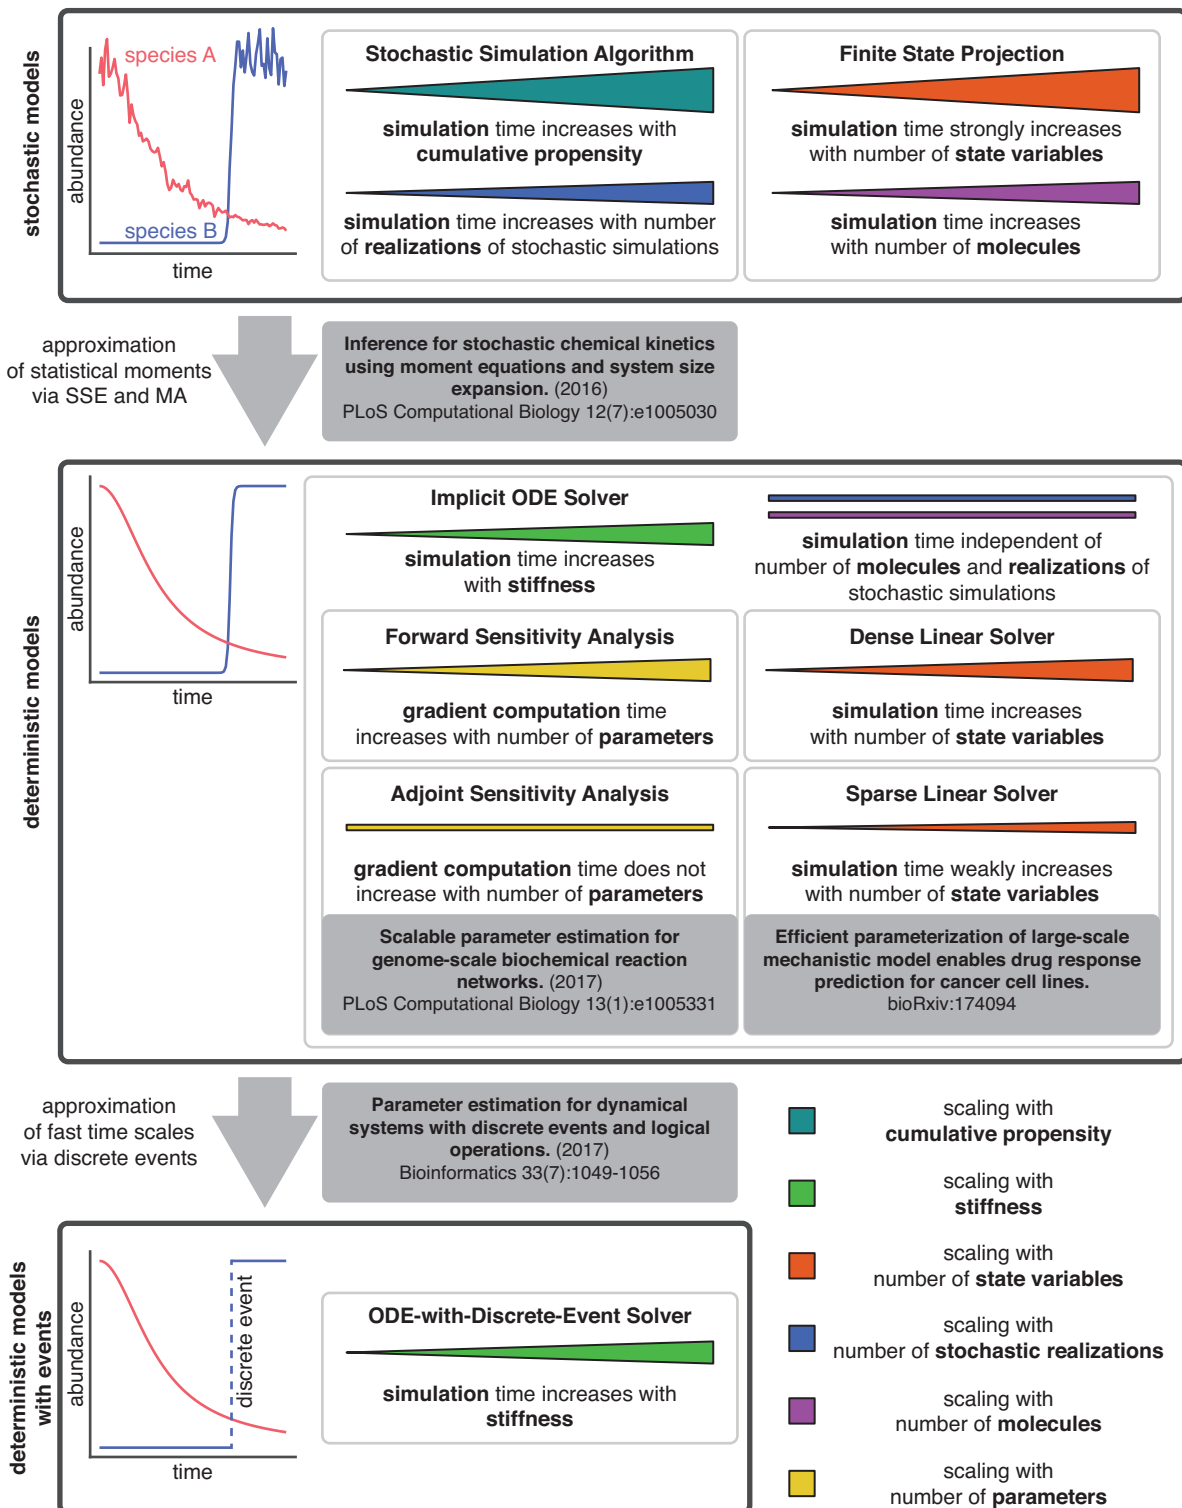 stochastic models
abundance
species A
species B
time
Stochastic Simulation Algorithm
simulation time increases with
cumulative propensity
simulation time increases with number
of realizations of stochastic simulations
Finite State Projection
simulation time strongly increases
with number of state variables
simulation time increases
with number of molecules
approximation
of statistical moments
via SSE and MA
Inference for stochastic chemical kinetics
using moment equations and system size
expansion. (2016)
PLoS Computational Biology 12(7):e1005030
deterministic models
abundance
time
Implicit ODE Solver
simulation time increases
with stiffness
simulation time independent of
number of molecules and realizations of
stochastic simulations
Forward Sensitivity Analysis
gradient computation time
increases with number of parameters
Dense Linear Solver
simulation time increases
with number of state variables
Adjoint Sensitivity Analysis
gradient computation time does not
increase with number of parameters
Scalable parameter estimation for
genome-scale biochemical reaction
networks. (2017)
PLoS Computational Biology 13(1):e1005331
Sparse Linear Solver
simulation time weakly increases
with number of state variables
Efficient parameterization of large-scale
mechanistic model enables drug response
prediction for cancer cell lines.
bioRxiv:174094
approximation
of fast time scales
via discrete events
Parameter estimation for dynamical
systems with discrete events and logical
operations. (2017)
Bioinformatics 33(7):1049-1056
deterministic models
with events
abundance
discrete event
time
ODE-with-Discrete-Event Solver
simulation time increases with
stiffness
scaling with
cumulative propensity
scaling with
stiffness
scaling with
number of state variables
scaling with
number of stochastic realizations
scaling with
number of molecules
scaling with
number of parameters